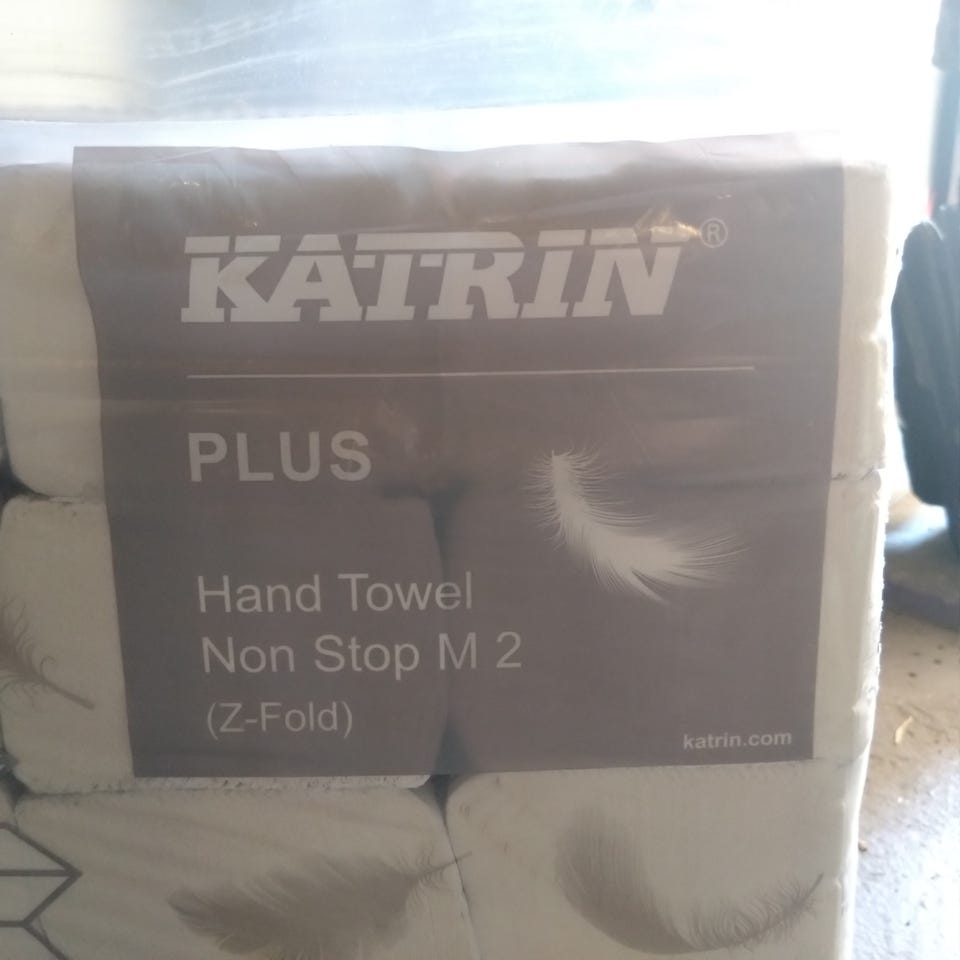 KATRIN®
PLUS
Hand Towel
Non Stop M 2
(Z-Fold)
katrin.com